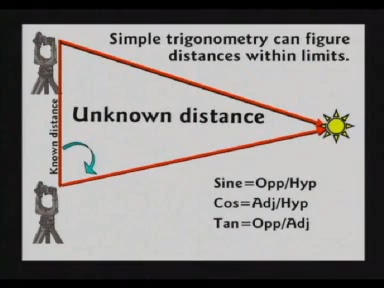 Simple trigonometry can figure
distances within limits.
Unknown distance
Known distance
Sine=Opp/Hyp
Cos=Adj/Hyp
Tan=Opp/Adj